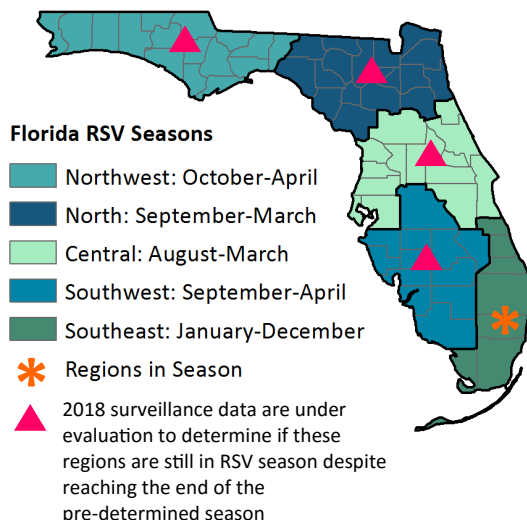 Florida RSV Seasons
Northwest: October-April
North: September-March
Central: August-March
Southwest: September-April
Southeast: January-December
Regions in Season
2018 surveillance data are under
evaluation to determine if these
regions are still in RSV season despite
reaching the end of the
pre-determined season